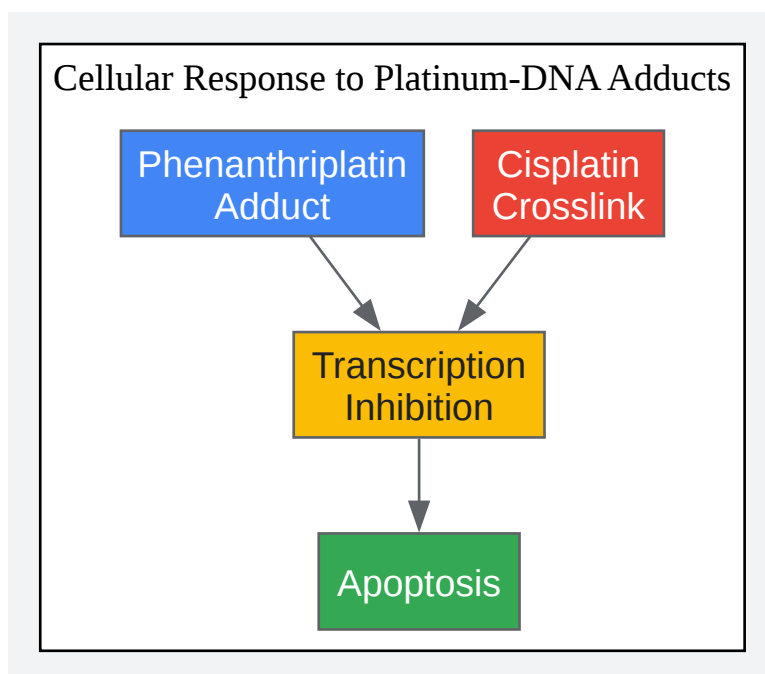 Cellular Response to Platinum-DNA Adducts
Phenanthriplatin
Adduct
Cisplatin
Crosslink
Transcription
Inhibition
Apoptosis